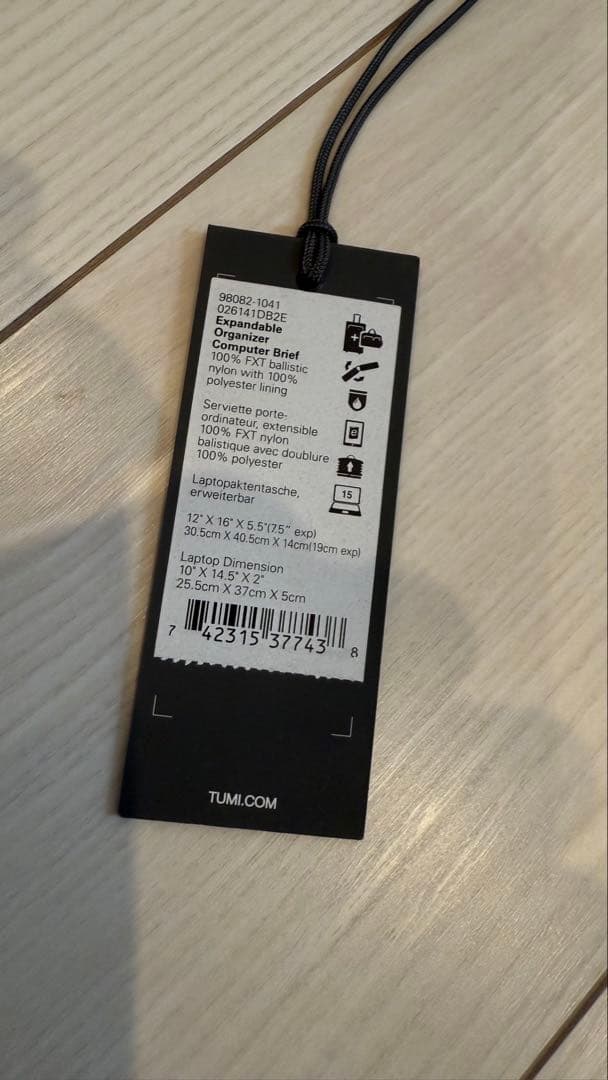 98082-1041
026141DB2E
Expandable
Organizer
Computer Brief
100% FXT ballistic
nylon with 100%
polyester lining
Serviette porte-
ordinateur, extensible
100% FXT nylon
balistique avec doublure
100% polyester
Laptopaktentasche,
erweiterbar
12" X 16" X 5.5"(7.5" exp)
30.5cm X 40.5cm X 14cm(19cm exp)
Laptop Dimension
10" X 14.5" X 2"
25.5cm X 37cm X 5cm
15
7 42315 37743 8
TUMI.COM